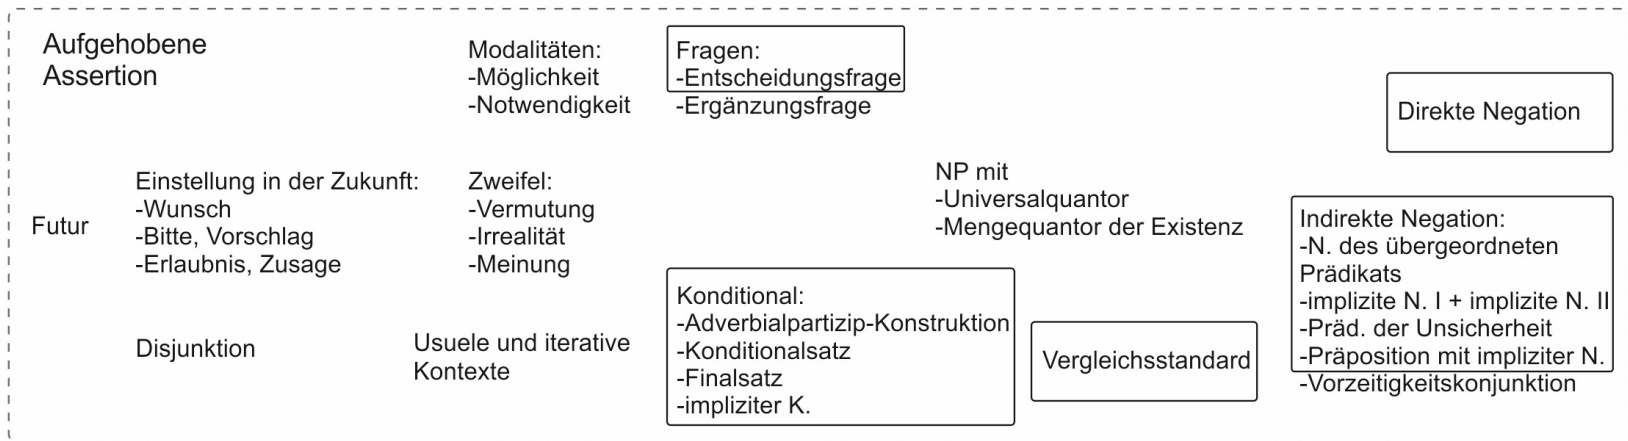 Aufgehobene
Assertion
Modalitäten:
-Möglichkeit
-Notwendigkeit
Fragen:
-Entscheidungsfrage
-Ergänzungsfrage
Direkte Negation
Futur
Einstellung in der Zukunft:
-Wunsch
-Bitte, Vorschlag
-Erlaubnis, Zusage
Zweifel:
-Vermutung
-Irrealität
-Meinung
NP mit
-Universalquantor
-Mengequantor der Existenz
Indirekte Negation:
-N. des übergeordneten
Prädikats
-implizite N. I + implizite N. II
-Präd. der Unsicherheit
-Präposition mit impliziter N.
-Vorzeitigkeitskonjunktion
Disjunktion
Usuele und iterative
Kontexte
Konditional:
-Adverbialpartizip-Konstruktion
-Konditionalsatz
-Finalsatz
-impliziter K.
Vergleichsstandard